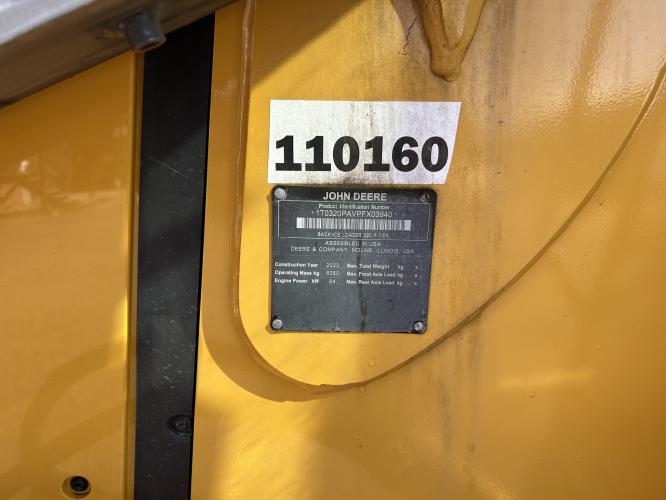 110160
JOHN DEERE
Product Identification Number
*1T0320PAVPFX03940*
BACKHOE LOADER 320 P-TIER
ASSEMBLED IN USA
DEERE & COMPANY, MOLINE, ILLINOIS, USA
Construction Year 2023 Max. Total Weight kg x
Operating Mass kg 6250 Max. Front Axle Load kg x
Engine Power kW 84 Max. Rear Axle Load kg x